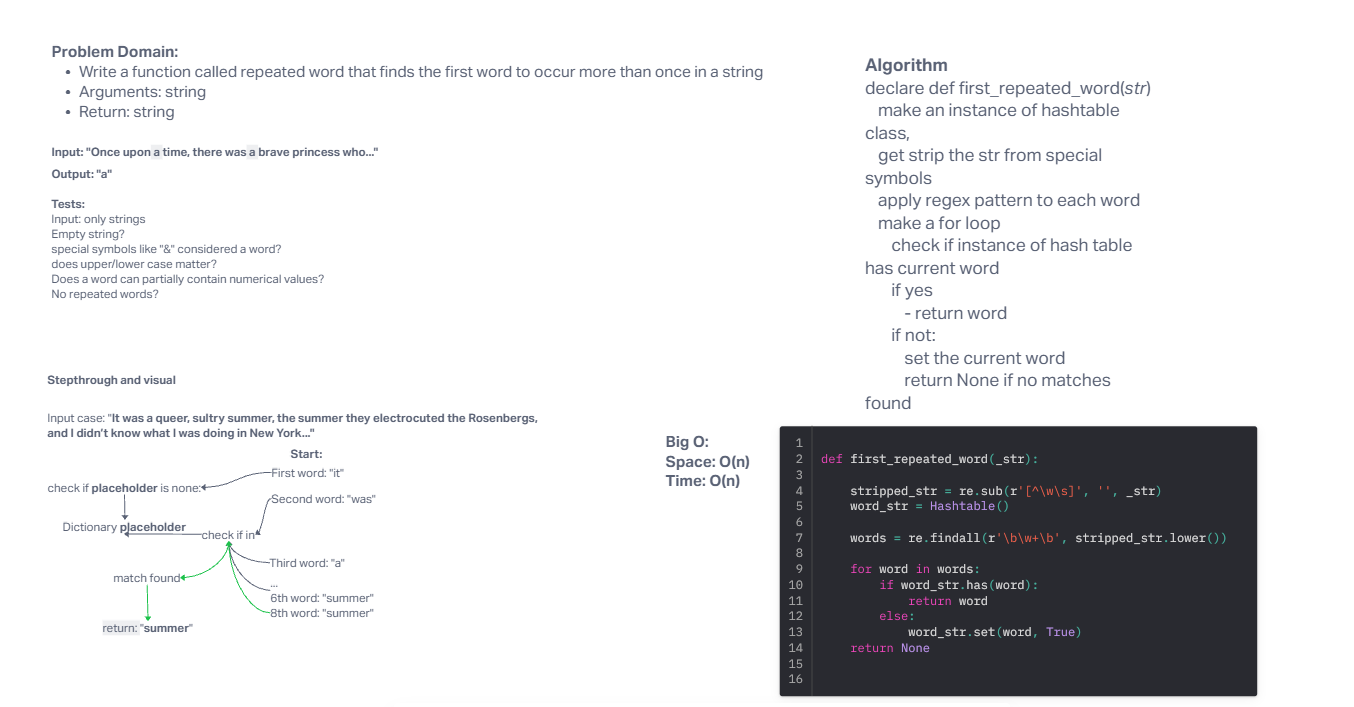 Problem Domain:
• Write a function called repeated word that finds the first word to occur more than once in a string
• Arguments: string
• Return: string
Input: "Once upon a time, there was a brave princess who..."
Output: "a"
Tests:
Input: only strings
Empty string?
special symbols like "&" considered a word?
does upper/lower case matter?
Does a word can partially contain numerical values?
No repeated words?
Stepthrough and visual
Input case: "It was a queer, sultry summer, the summer they electrocuted the Rosenbergs,
and I didn't know what I was doing in New York..."
Start:
First word: "it"
check if placeholder is none:
Second word: "was"
Dictionary placeholder
check if in
Third word: "a"
match found
...
6th word: "summer"
8th word: "summer"
return: "summer"
Algorithm
declare def first_repeated_word(str)
make an instance of hashtable
class,
get strip the str from special
symbols
apply regex pattern to each word
make a for loop
check if instance of hash table
has current word
if yes
- return word
if not:
set the current word
return None if no matches
found
Big O:
Space: O(n)
Time: O(n)
1
2 def first_repeated_word(_str):
3
4 stripped_str = re.sub(r'[^\w\s]', '', _str)
5 word_str = Hashtable()
6
7 words = re.findall(r'\b\w+\b', stripped_str.lower())
8
9 for word in words:
10 if word_str.has(word):
11 return word
12 else:
13 word_str.set(word, True)
14 return None
15
16